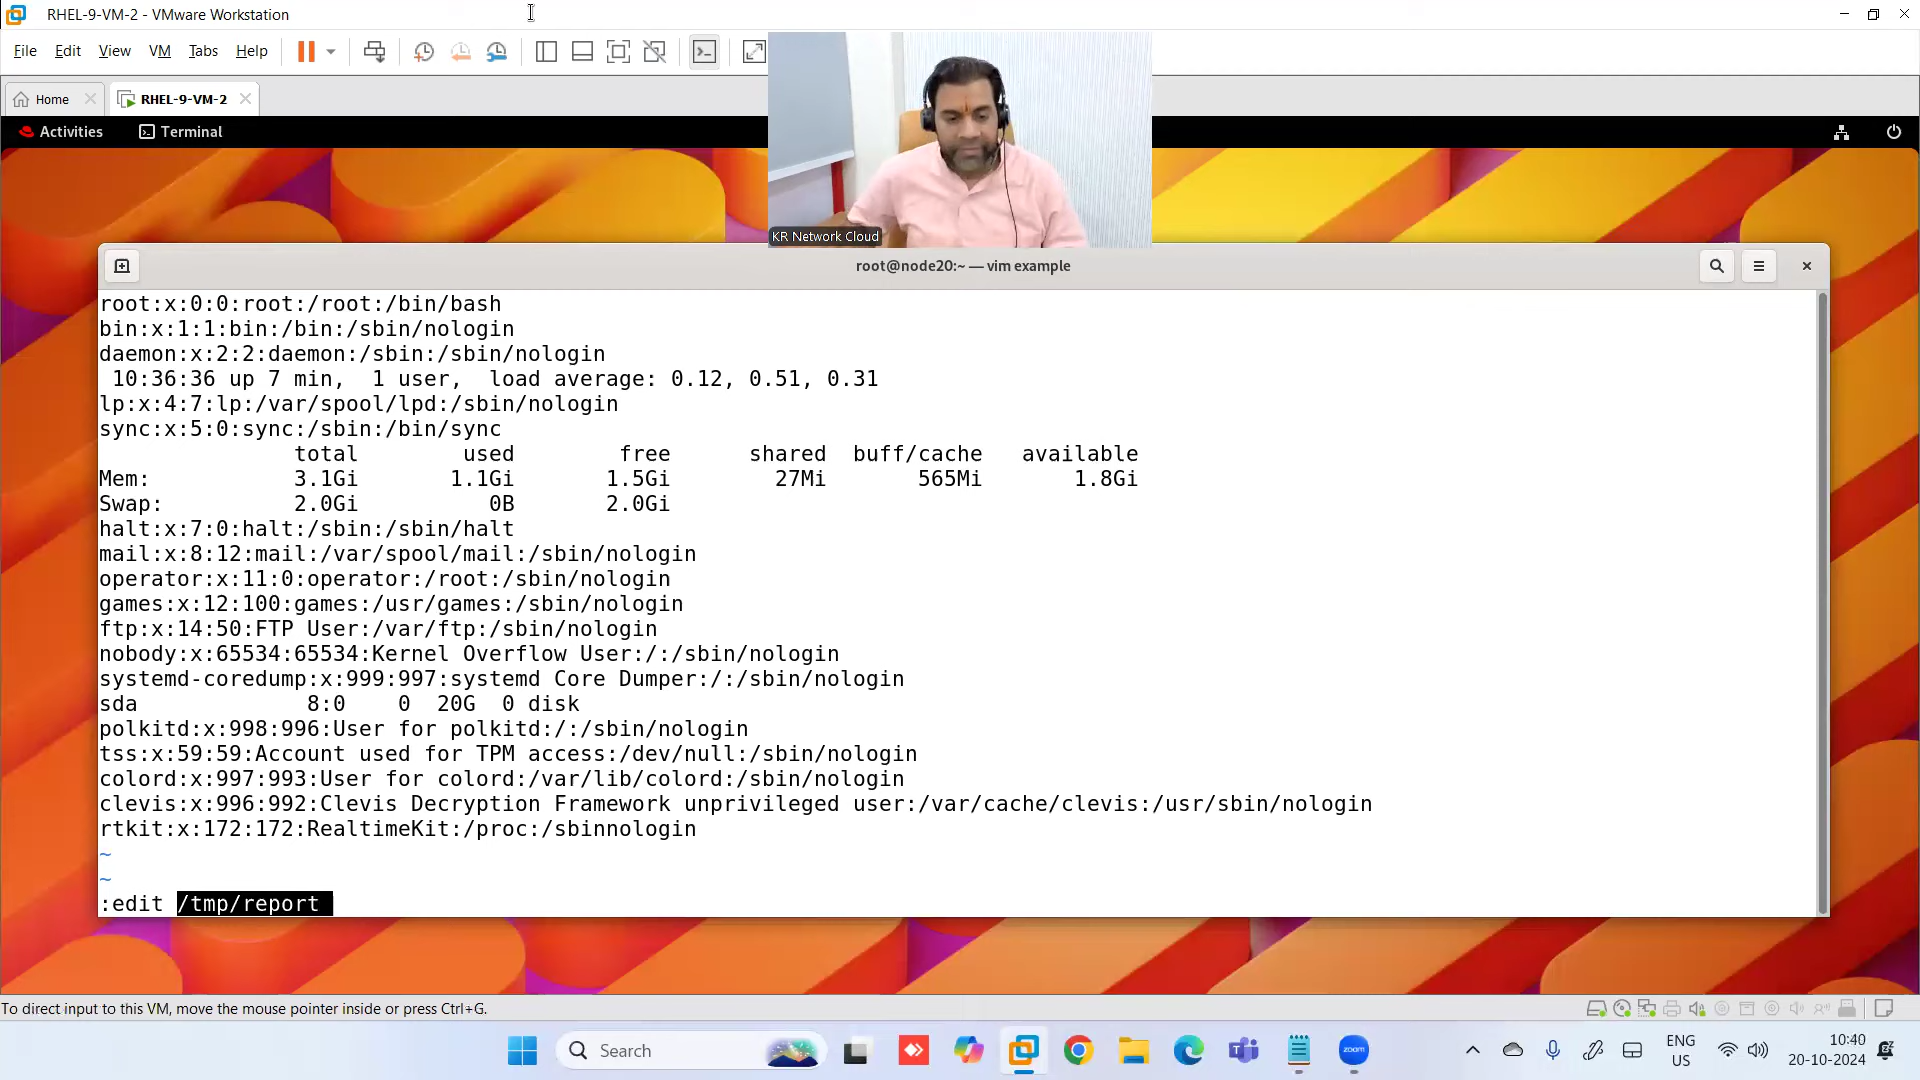 RHEL-9-VM-2 - VMware Workstation
File Edit View VM Tabs Help
Home RHEL-9-VM-2
Activities Terminal
KR Network Cloud
root@node20:~ — vim example
root:x:0:0:root:/root:/bin/bash
bin:x:1:1:bin:/bin:/sbin/nologin
daemon:x:2:2:daemon:/sbin:/sbin/nologin
10:36:36 up 7 min, 1 user, load average: 0.12, 0.51, 0.31
lp:x:4:7:lp:/var/spool/lpd:/sbin/nologin
sync:x:5:0:sync:/sbin:/bin/sync
total used free shared buff/cache available
Mem: 3.1Gi 1.1Gi 1.5Gi 27Mi 565Mi 1.8Gi
Swap: 2.0Gi 0B 2.0Gi
halt:x:7:0:halt:/sbin:/sbin/halt
mail:x:8:12:mail:/var/spool/mail:/sbin/nologin
operator:x:11:0:operator:/root:/sbin/nologin
games:x:12:100:games:/usr/games:/sbin/nologin
ftp:x:14:50:FTP User:/var/ftp:/sbin/nologin
nobody:x:65534:65534:Kernel Overflow User:/:/sbin/nologin
systemd-coredump:x:999:997:systemd Core Dumper:/:/sbin/nologin
sda 8:0 0 20G 0 disk
polkitd:x:998:996:User for polkitd:/:/sbin/nologin
tss:x:59:59:Account used for TPM access:/dev/null:/sbin/nologin
colord:x:997:993:User for colord:/var/lib/colord:/sbin/nologin
clevis:x:996:992:Clevis Decryption Framework unprivileged user:/var/cache/clevis:/usr/sbin/nologin
rtkit:x:172:172:RealtimeKit:/proc:/sbinnologin
~
~
:edit /tmp/report
To direct input to this VM, move the mouse pointer inside or press Ctrl+G.
Search
zoom
ENG
US
10:40
20-10-2024